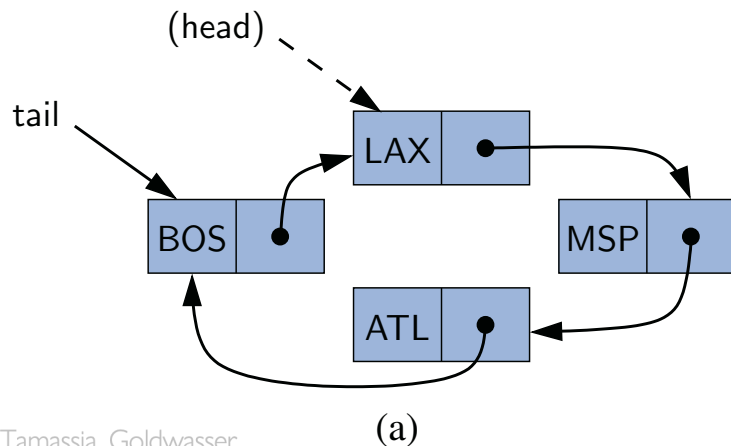 (head)
tail
LAX
BOS
MSP
ATL
(a)
Tamassia, Goldwasser